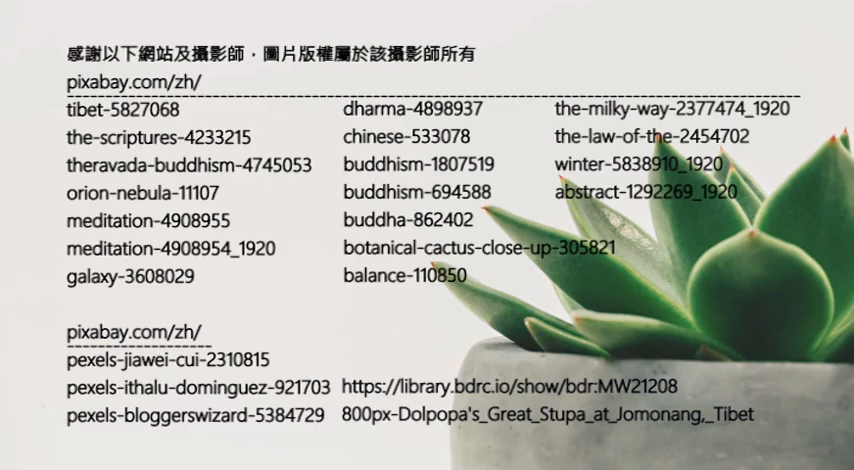 感謝以下網站及攝影師．圖片版權屬於該攝影師所有
pixabay.com/zh/
tibet-5827068
the-scriptures-4233215
theravada-buddhism-4745053
orion-nebula-11107
meditation-4908955
meditation-4908954_1920
galaxy-3608029
dharma-4898937
chinese-533078
buddhism-1807519
buddhism-694588
buddha-862402
botanical-cactus-close-up-305821
balance-110850
the-milky-way-2377474_1920
the-law-of-the-2454702
winter-5838910_1920
abstract-1292269_1920
pixabay.com/zh/
pexels-jiawei-cui-2310815
pexels-ithalu-dominguez-921703
pexels-bloggerswizard-5384729
https://library.bdrc.io/show/bdr:MW21208
800px-Dolpopa's_Great_Stupa_at_Jomonang,_Tibet